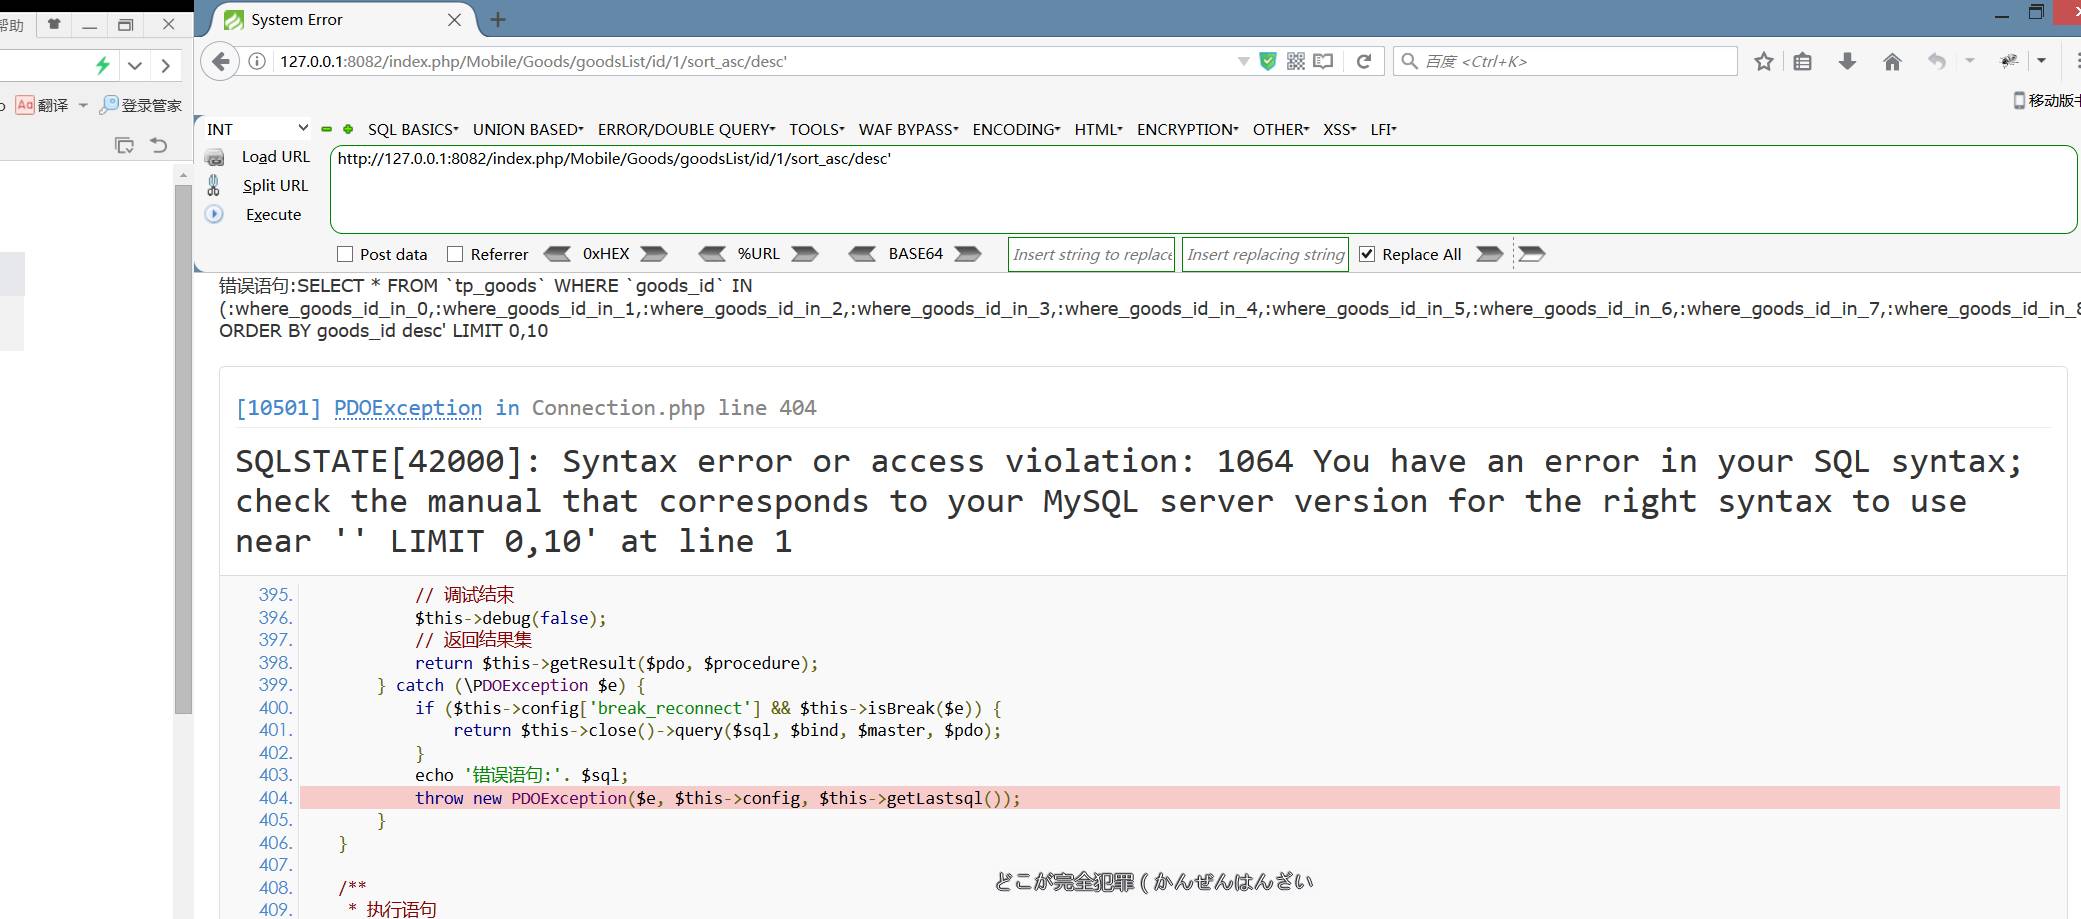 帮助
System Error
127.0.0.1:8082/index.php/Mobile/Goods/goodsList/id/1/sort_asc/desc'
百度 <Ctrl+K>
翻译
登录管家
移动版书
INT
SQL BASICS
UNION BASED
ERROR/DOUBLE QUERY
TOOLS
WAF BYPASS
ENCODING
HTML
ENCRYPTION
OTHER
XSS
LFI
Load URL
http://127.0.0.1:8082/index.php/Mobile/Goods/goodsList/id/1/sort_asc/desc'
Split URL
Execute
Post data
Referrer
0xHEX
%URL
BASE64
Insert string to replace
Insert replacing string
Replace All
错误语句:SELECT * FROM `tp_goods` WHERE `goods_id` IN
(:where_goods_id_in_0,:where_goods_id_in_1,:where_goods_id_in_2,:where_goods_id_in_3,:where_goods_id_in_4,:where_goods_id_in_5,:where_goods_id_in_6,:where_goods_id_in_7,:where_goods_id_in_8
ORDER BY goods_id desc' LIMIT 0,10
[10501] PDOException in Connection.php line 404
SQLSTATE[42000]: Syntax error or access violation: 1064 You have an error in your SQL syntax;
check the manual that corresponds to your MySQL server version for the right syntax to use
near '' LIMIT 0,10' at line 1
395. // 调试结束
396. $this->debug(false);
397. // 返回结果集
398. return $this->getResult($pdo, $procedure);
399. } catch (\PDOException $e) {
400. if ($this->config['break_reconnect'] && $this->isBreak($e)) {
401. return $this->close()->query($sql, $bind, $master, $pdo);
402. }
403. echo '错误语句:'. $sql;
404. throw new PDOException($e, $this->config, $this->getLastsql());
405. }
406. }
407.
408. /**
409. * 执行语句
どこが完全犯罪 ( かんぜんはんざい